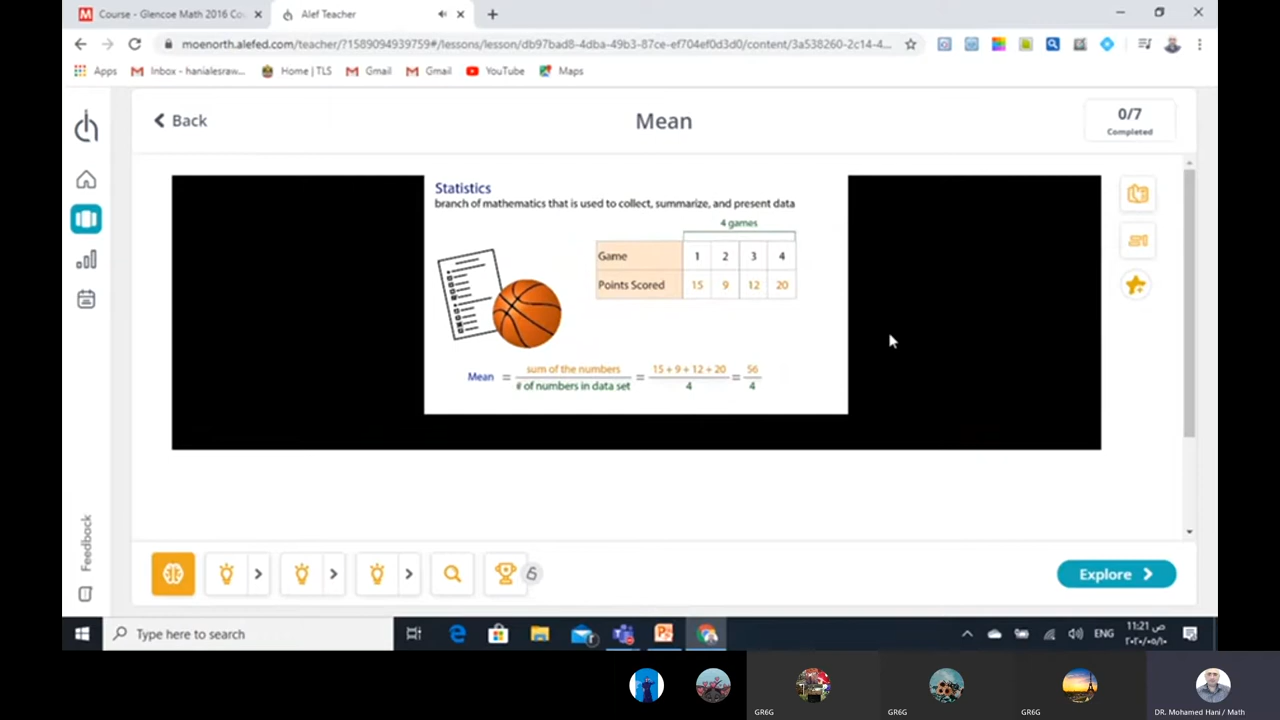 Course - Glencoe Math 2016 Co
Alef Teacher
moenorth.alefed.com/teacher/?1589094939759#/lessons/lesson/db97bad8-4dba-49b3-87ce-ef704ef0d3d0/content/3a538260-2c14-4...
Apps
Inbox - hanialesraw...
Home | TLS
Gmail
Gmail
YouTube
Maps
Back
Mean
0/7
Completed
Statistics
branch of mathematics that is used to collect, summarize, and present data
4 games
Game 1 2 3 4
Points Scored 15 9 12 20
Mean = sum of the numbers / # of numbers in data set = 15 + 9 + 12 + 20 / 4 = 56 / 4
Feedback
6
Explore
Type here to search
ENG
11:21 ص
٢٠٢٠/٠٥/١٠
GR6G
GR6G
GR6G
DR. Mohamed Hani / Math